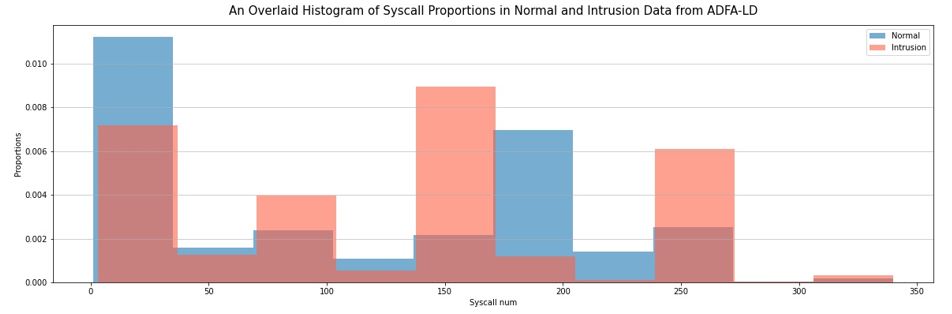 An Overlaid Histogram of Syscall Proportions in Normal and Intrusion Data from ADFA-LD
Normal
Intrusion
0.010
0.008
0.006
0.004
0.002
0.000
Proportions
0 50 100 150 200 250 300 350
Syscall num